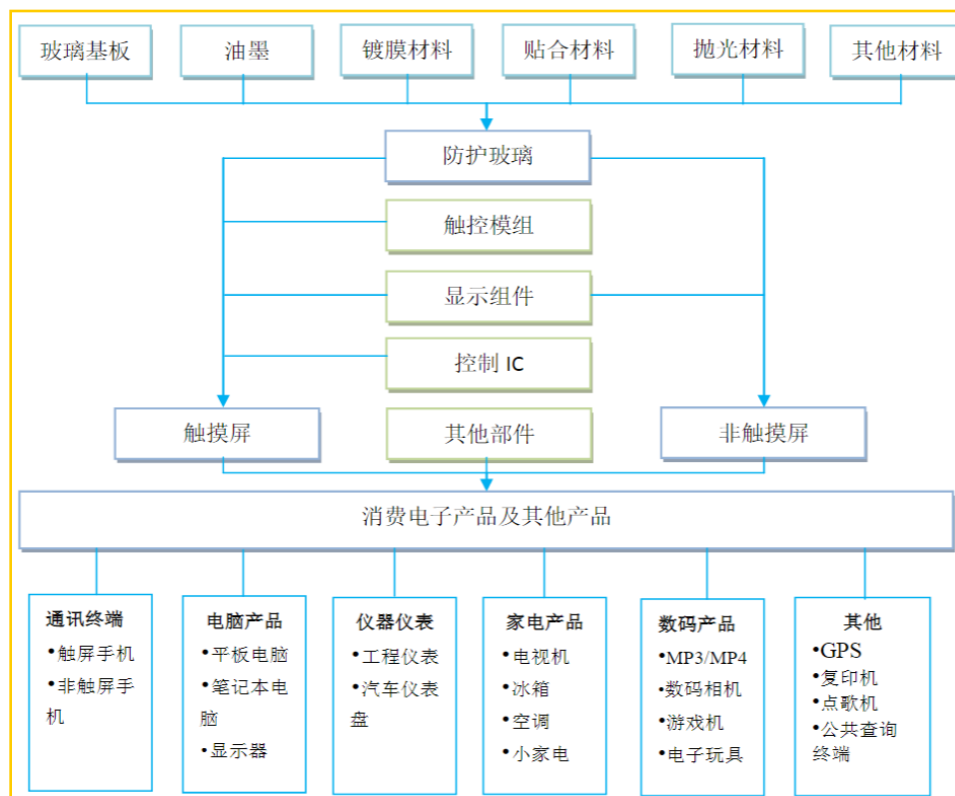 玻璃基板 油墨 镀膜材料 贴合材料 抛光材料 其他材料
防护玻璃
触控模组
显示组件
控制 IC
触摸屏 其他部件 非触摸屏
消费电子产品及其他产品
通讯终端
•触屏手机
•非触屏手
机
电脑产品
•平板电脑
•笔记本电
脑
•显示器
仪器仪表
•工程仪表
•汽车仪表
盘
家电产品
•电视机
•冰箱
•空调
•小家电
数码产品
•MP3/MP4
•数码相机
•游戏机
•电子玩具
其他
•GPS
•复印机
•点歌机
•公共查询
终端